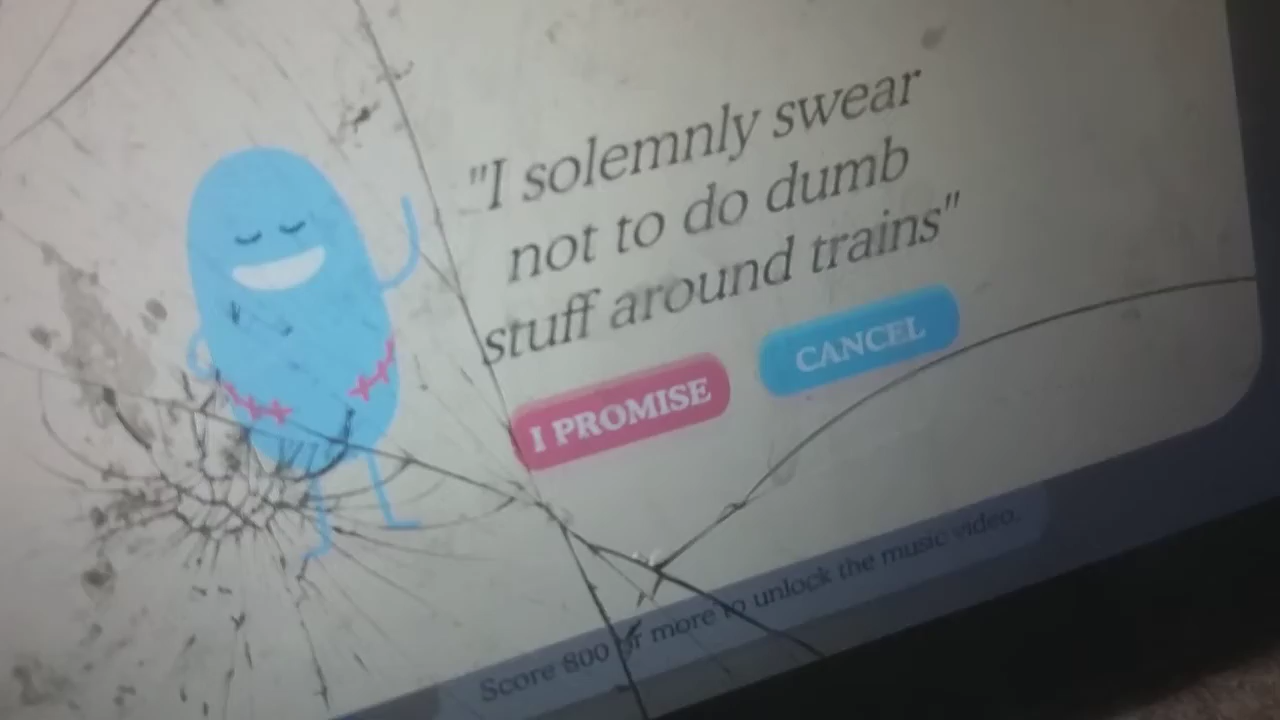 "I solemnly swear
not to do dumb
stuff around trains"
I PROMISE
CANCEL
Score 800 or more to unlock the music video.